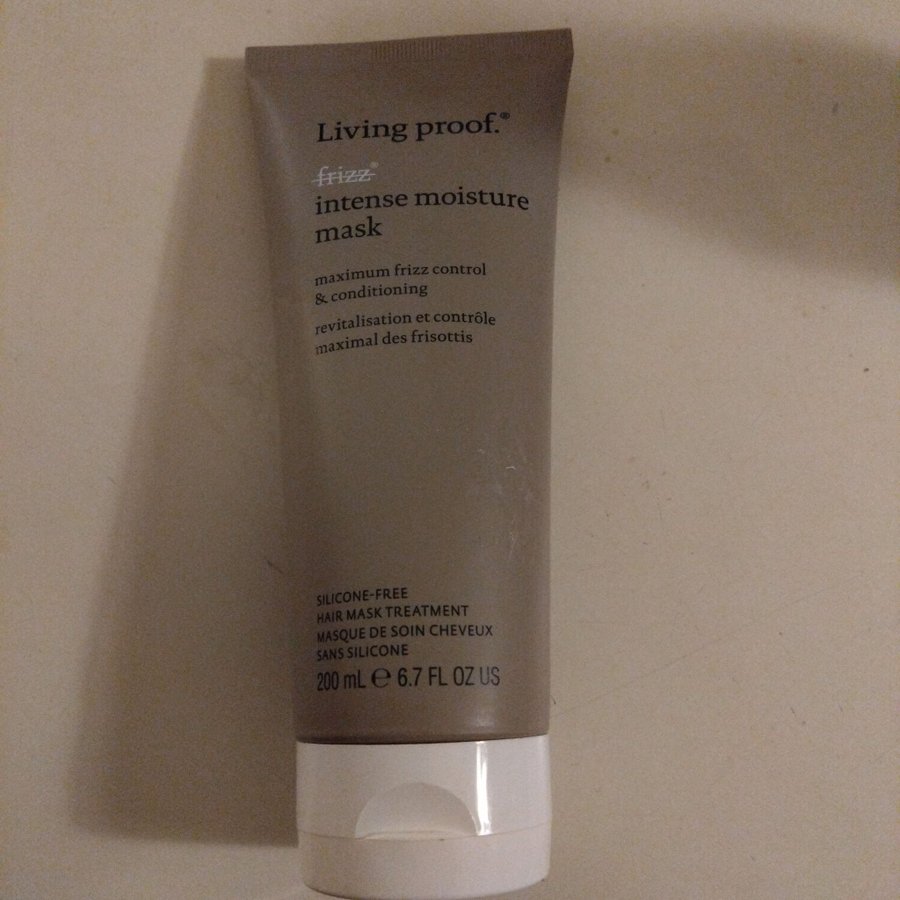 Living proof.®
frizz®
intense moisture
mask
maximum frizz control
& conditioning
revitalisation et contrôle
maximal des frisottis
SILICONE-FREE
HAIR MASK TREATMENT
MASQUE DE SOIN CHEVEUX
SANS SILICONE
200 mL ℮ 6.7 FL OZ US